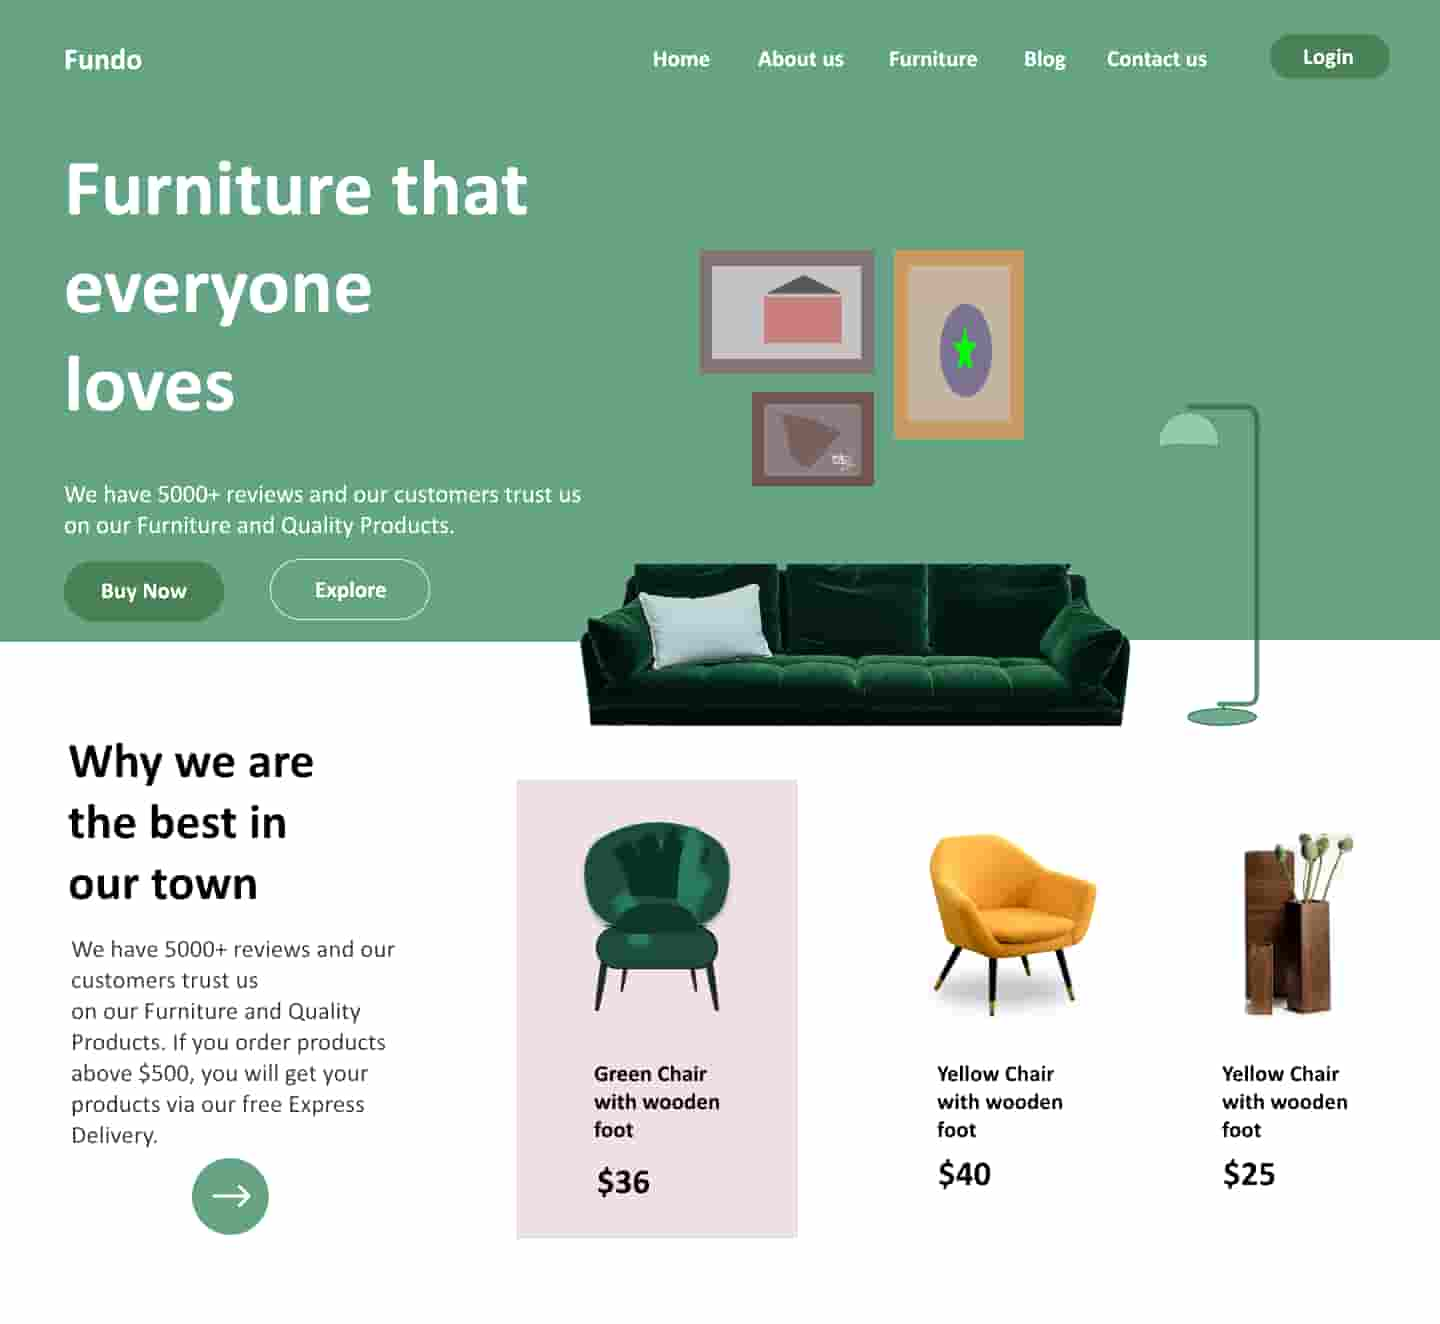 Fundo
Home
About us
Furniture
Blog
Contact us
Login
Furniture that
everyone
loves
We have 5000+ reviews and our customers trust us
on our Furniture and Quality Products.
Buy Now
Explore
Why we are
the best in
our town
We have 5000+ reviews and our
customers trust us
on our Furniture and Quality
Products. If you order products
above $500, you will get your
products via our free Express
Delivery.
Green Chair
with wooden
foot
$36
Yellow Chair
with wooden
foot
$40
Yellow Chair
with wooden
foot
$25